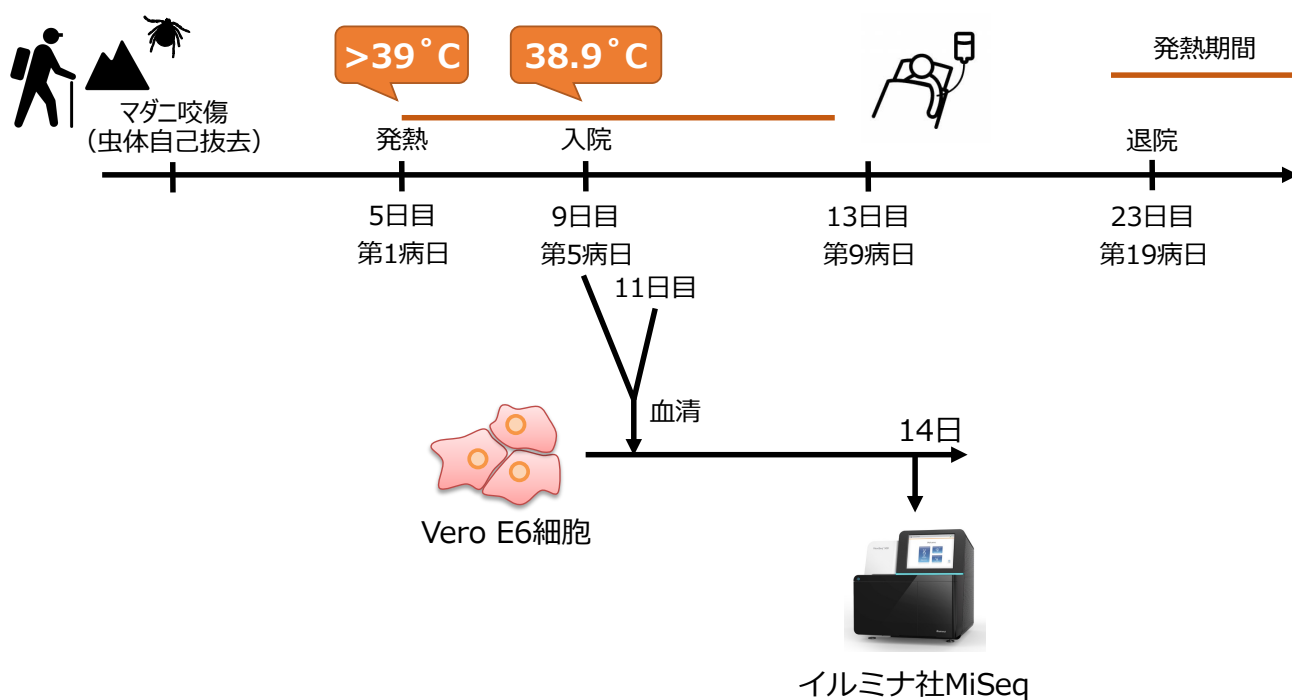 >39˚C
38.9˚C
発熱期間
マダニ咬傷
（虫体自己抜去）
発熱
入院
退院
5日目
第1病日
9日目
第5病日
13日目
第9病日
23日目
第19病日
11日目
血清
14日
Vero E6細胞
イルミナ社MiSeq